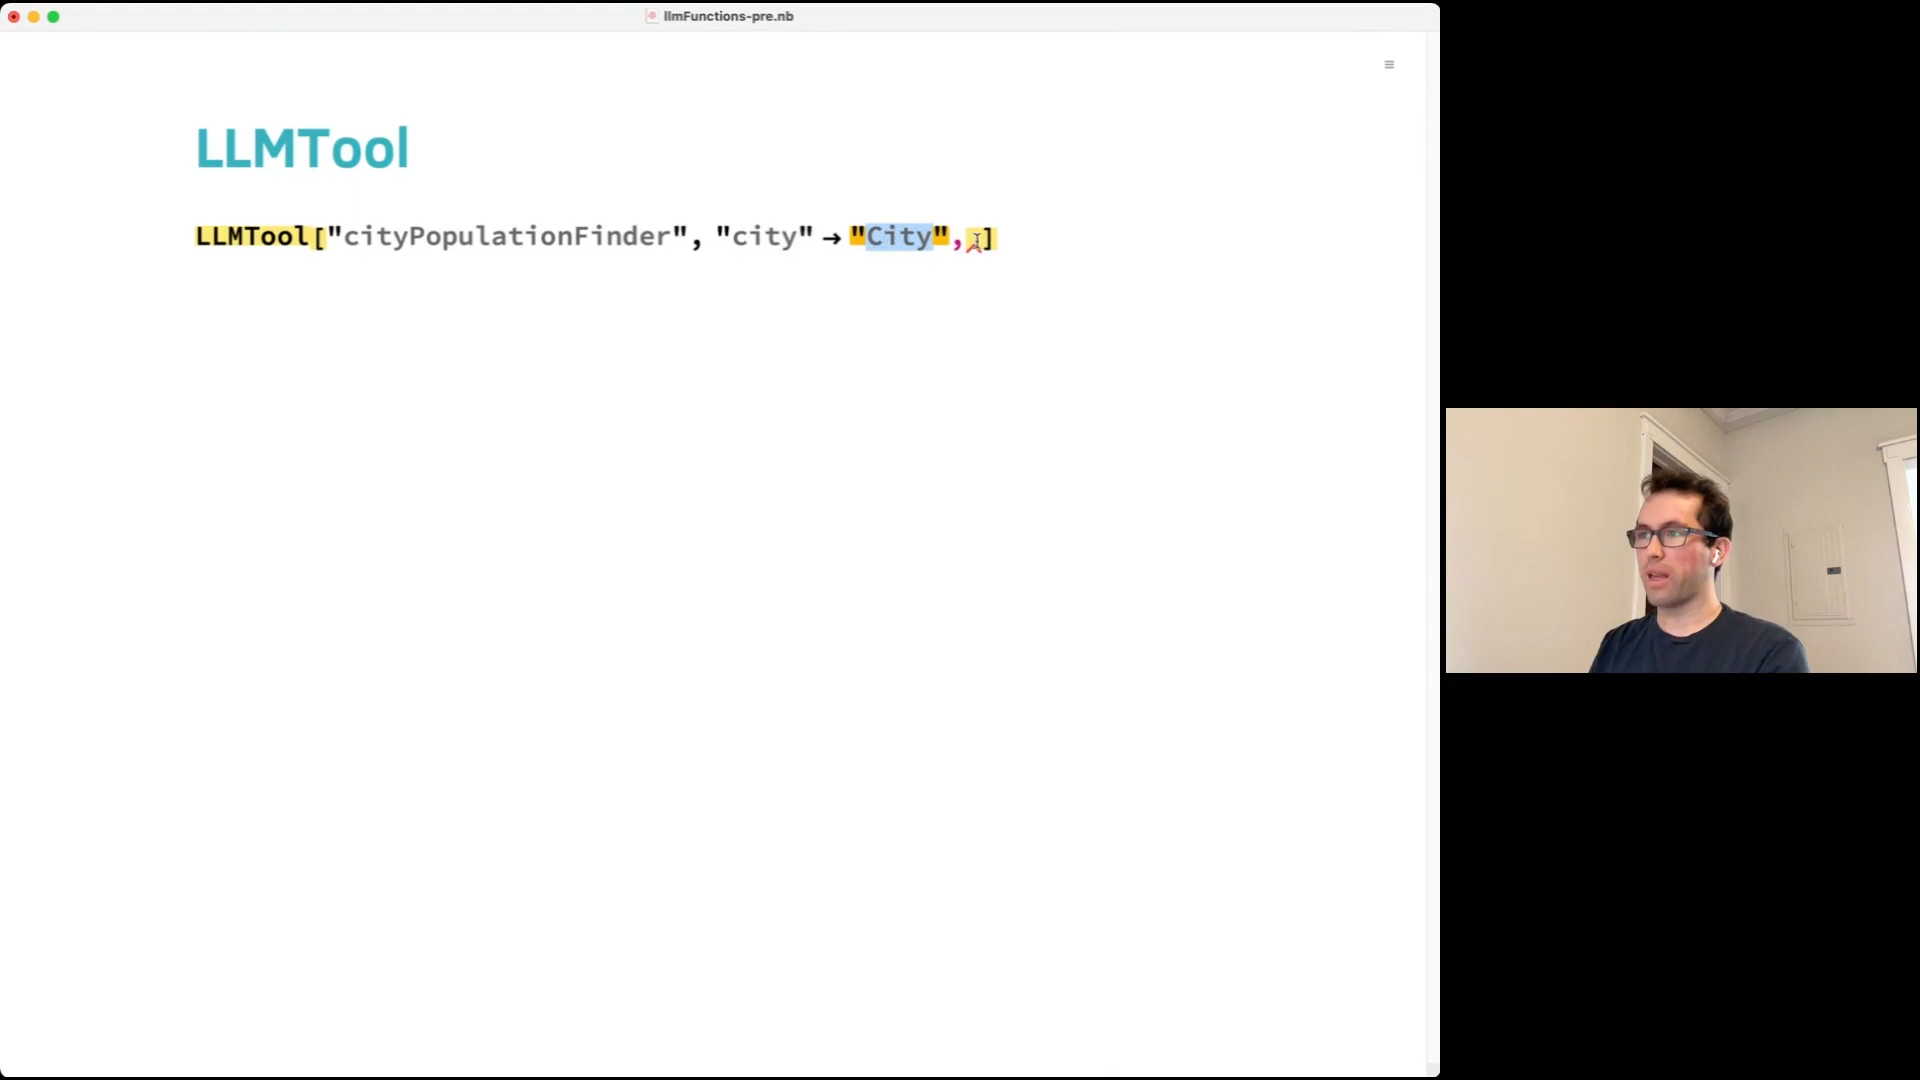 llmFunctions-pre.nb
LLMTool
LLMTool["cityPopulationFinder", "city" → "City", ]